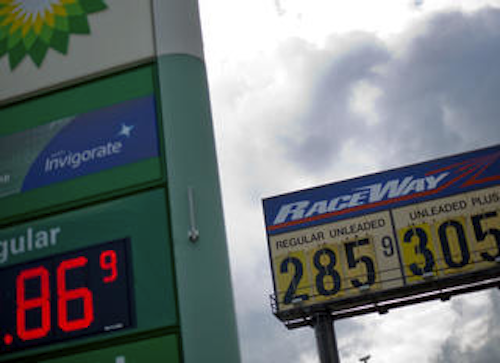 Invigorate
gular
.86 9
RACEWAY
REGULAR UNLEADED
UNLEADED PLUS
285 9
305